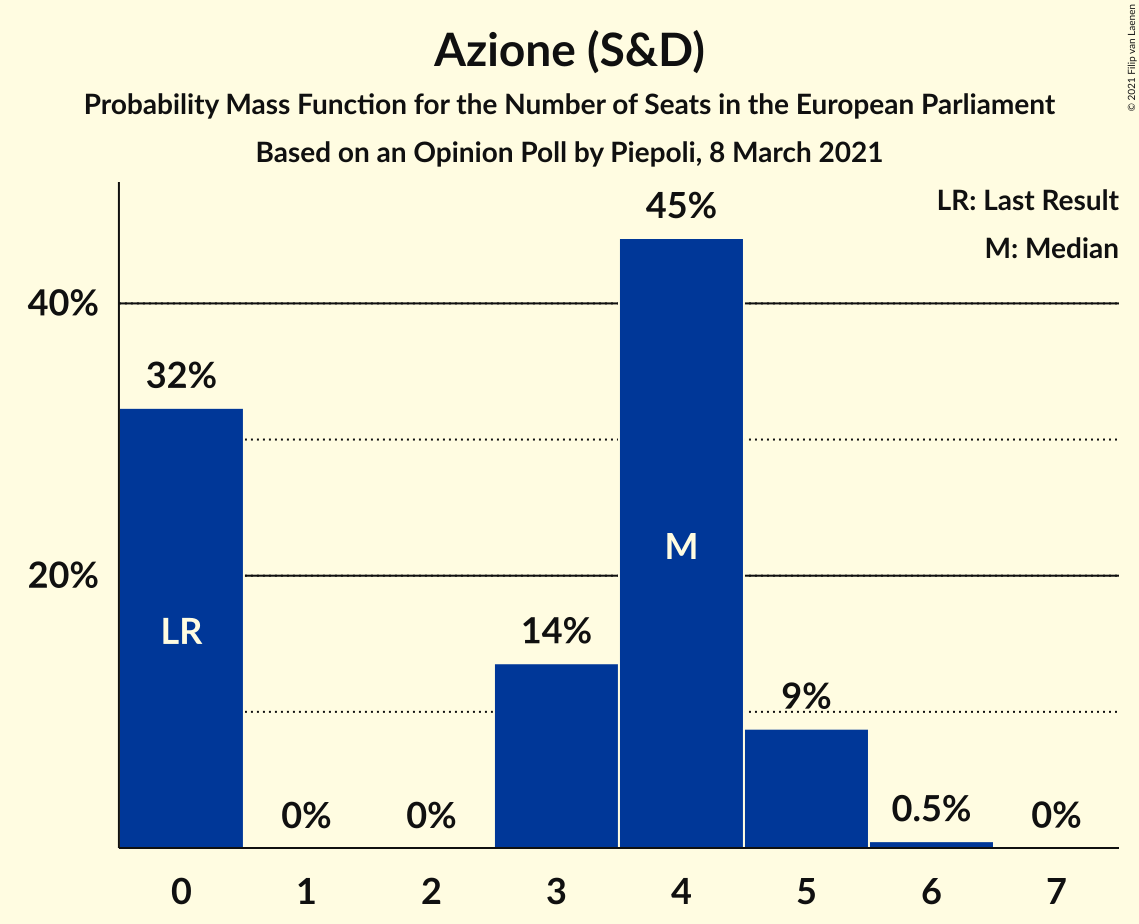 Azione (S&D)
Probability Mass Function for the Number of Seats in the European Parliament
Based on an Opinion Poll by Piepoli, 8 March 2021
© 2021 Filip van Laenen
LR: Last Result
M: Median
45%
40%
32%
M
20%
LR
14%
9%
0%
0%
0.5%
0%
0
1
2
3
4
5
6
7